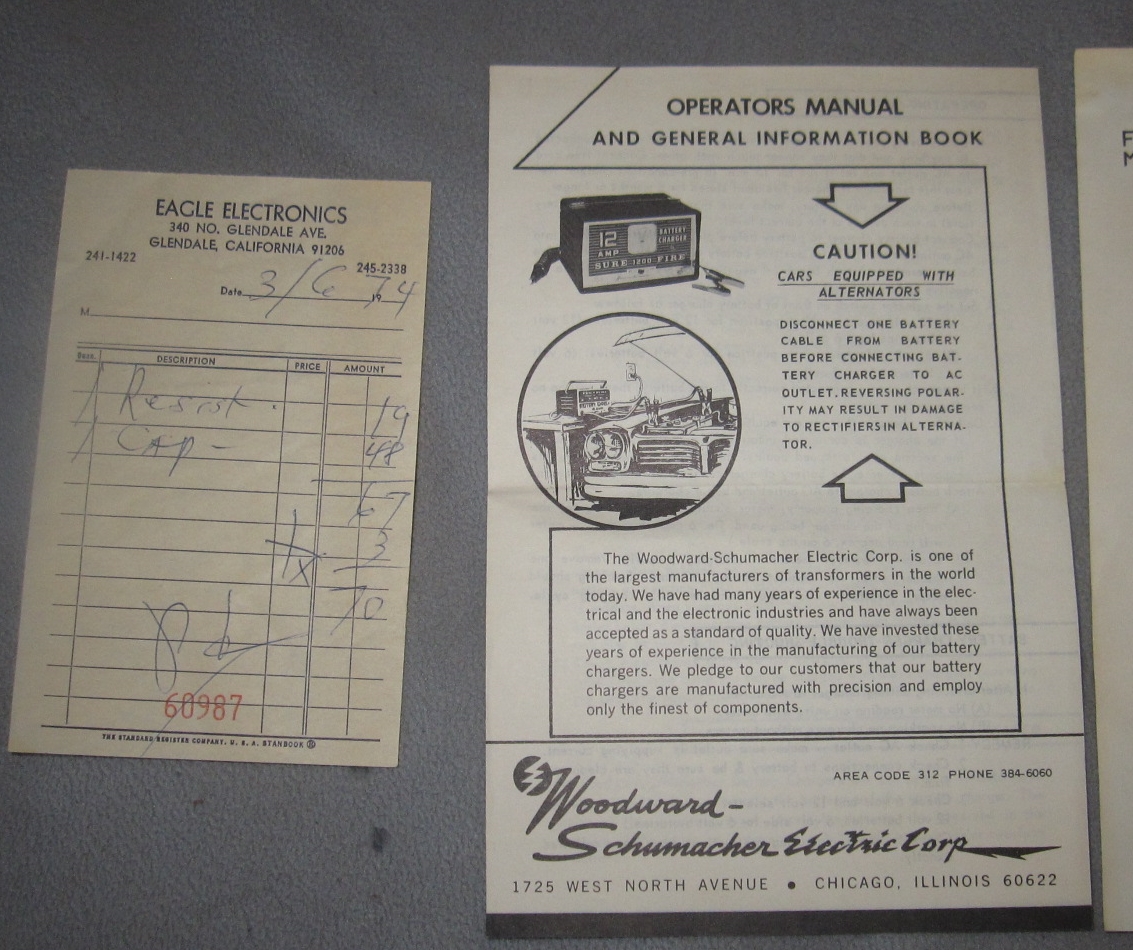 EAGLE ELECTRONICS
340 NO. GLENDALE AVE.
GLENDALE, CALIFORNIA 91206
241-1422
245-2338
Date 3/6 1974
M
DESCRIPTION PRICE AMOUNT
1 Resist. 19
1 CAP - 48
67
tx 3
70
60987
THE STANDARD REGISTER COMPANY, U. S. A. STANBOOK ®
OPERATORS MANUAL
AND GENERAL INFORMATION BOOK
12
AMP
BATTERY
CHARGER
SURE 1200 FIRE
CAUTION!
CARS EQUIPPED WITH
ALTERNATORS
DISCONNECT ONE BATTERY
CABLE FROM BATTERY
BEFORE CONNECTING BAT-
TERY CHARGER TO AC
OUTLET. REVERSING POLAR-
ITY MAY RESULT IN DAMAGE
TO RECTIFIERS IN ALTERNA-
TOR.
The Woodward-Schumacher Electric Corp. is one of
the largest manufacturers of transformers in the world
today. We have had many years of experience in the elec-
trical and the electronic industries and have always been
accepted as a standard of quality. We have invested these
years of experience in the manufacturing of our battery
chargers. We pledge to our customers that our battery
chargers are manufactured with precision and employ
only the finest of components.
AREA CODE 312 PHONE 384-6060
Woodward-
Schumacher Electric Corp
1725 WEST NORTH AVENUE • CHICAGO, ILLINOIS 60622
F
M